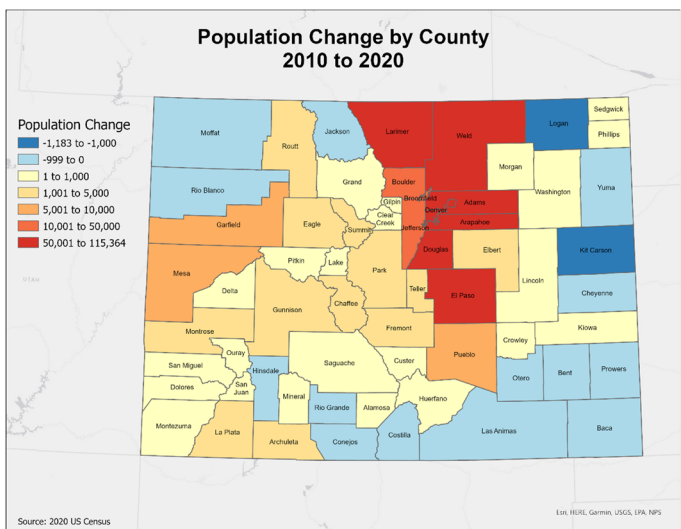 Population Change by County
2010 to 2020
Population Change
-1,183 to -1,000
-999 to 0
1 to 1,000
1,001 to 5,000
5,001 to 10,000
10,001 to 50,000
50,001 to 115,364
Moffat
Routt
Jackson
Larimer
Weld
Logan
Sedgwick
Phillips
Morgan
Washington
Yuma
Rio Blanco
Grand
Boulder
Broomfield
Gilpin
Clear
Creek
Denver
Adams
Arapahoe
Jefferson
Garfield
Eagle
Summit
Douglas
Elbert
Kit Carson
Mesa
Pitkin
Lake
Park
Lincoln
Delta
Teller
El Paso
Cheyenne
Gunnison
Chaffee
Fremont
Montrose
Kiowa
Crowley
Pueblo
Ouray
Saguache
Custer
San Miguel
Hinsdale
Otero
Bent
Prowers
Dolores
San
Juan
Mineral
Rio Grande
Alamosa
Huerfano
Montezuma
La Plata
Archuleta
Conejos
Costilla
Las Animas
Baca
Esri, HERE, Garmin, USGS, EPA, NPS
Source: 2020 US Census